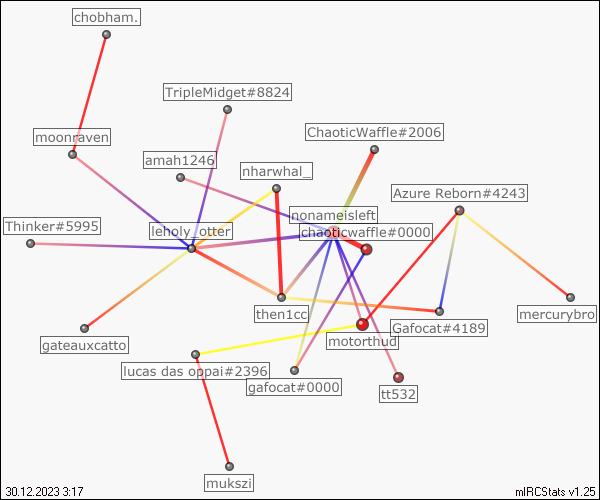 chobham.
TripleMidget#8824
ChaoticWaffle#2006
moonraven
amah1246
nharwhal_
Azure Reborn#4243
nonameisleft
Thinker#5995
leholy_otter
chaoticwaffle#0000
then1cc
mercurybro
Gafocat#4189
gateauxcatto
motorthud
lucas das oppai#2396
gafocat#0000
tt532
mukszi
30.12.2023 3:17
mIRCStats v1.25